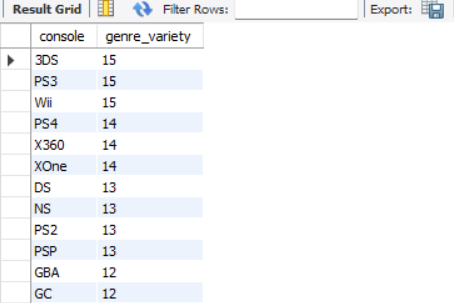 Result Grid Filter Rows: Export:
console genre_variety
3DS 15
PS3 15
Wii 15
PS4 14
X360 14
XOne 14
DS 13
NS 13
PS2 13
PSP 13
GBA 12
GC 12